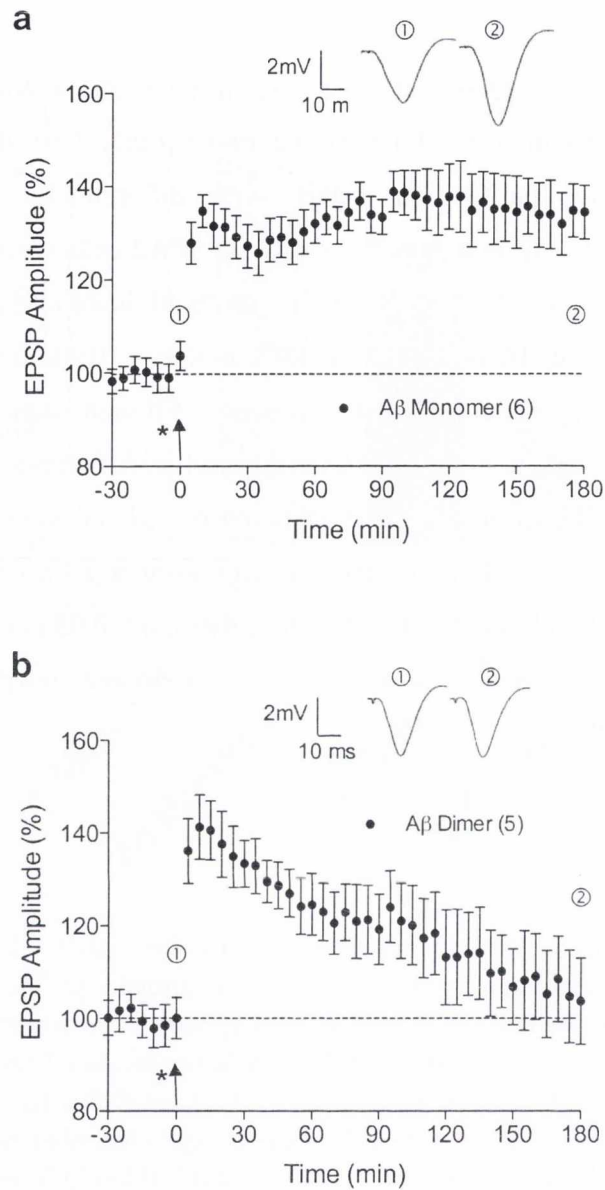 a
① ②
2mV
10 m
160
140
120
100
80
EPSP Amplitude (%)
①
②
Aβ Monomer (6)
*
-30 0 30 60 90 120 150 180
Time (min)
b
① ②
2mV
10 ms
160
140
120
100
80
EPSP Amplitude (%)
Aβ Dimer (5)
①
②
*
-30 0 30 60 90 120 150 180
Time (min)